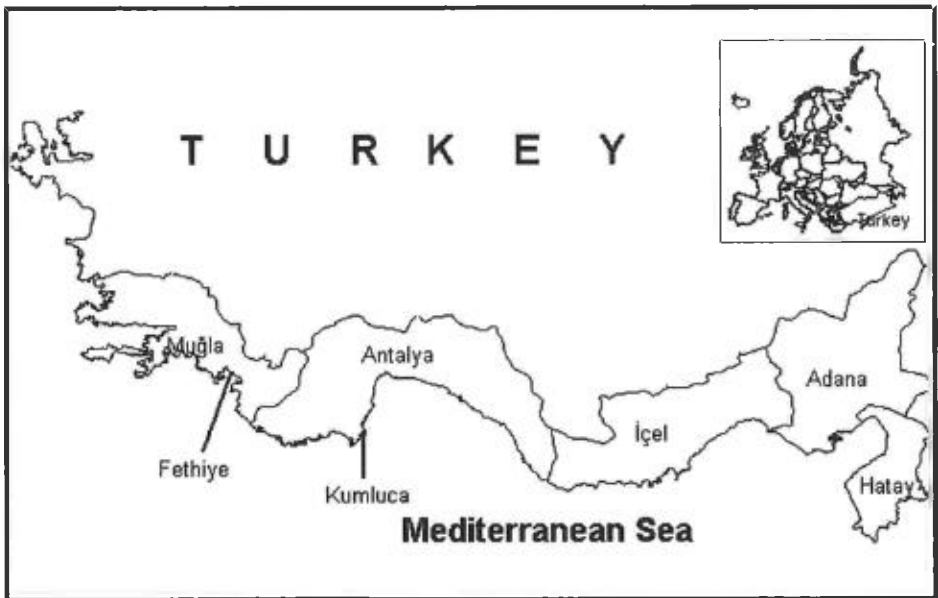 T U R K E Y
Turkey
Muğla
Antalya
Adana
İçel
Fethiye
Kumluca
Hatay
Mediterranean Sea